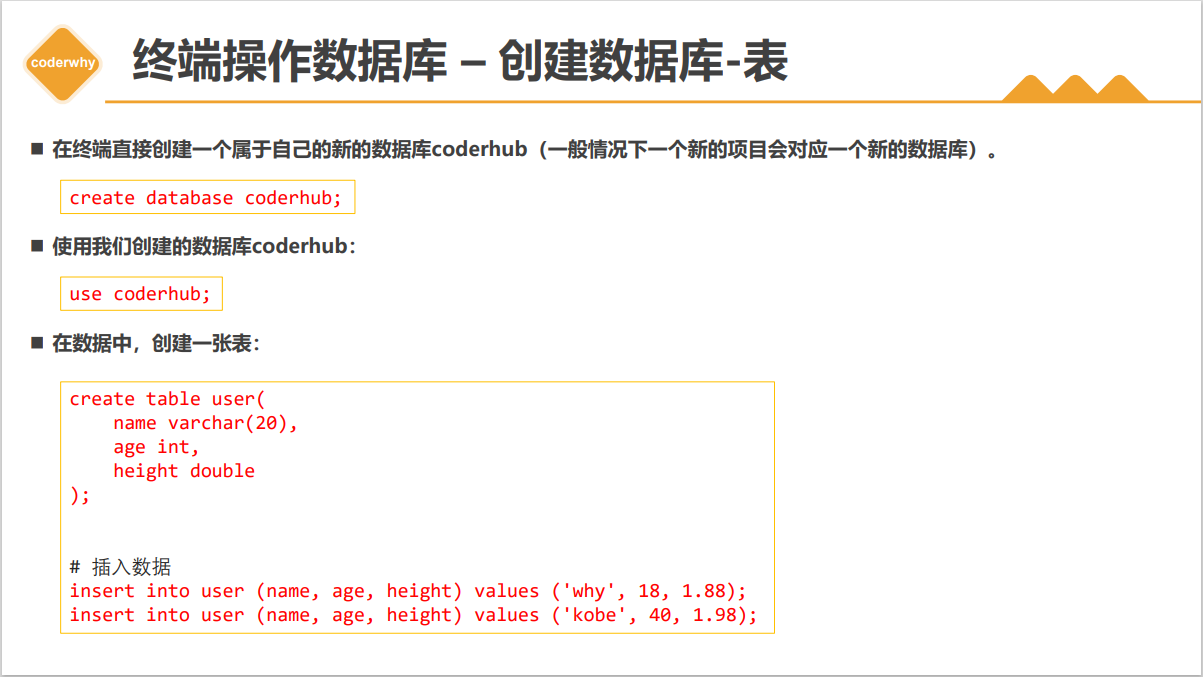 coderwhy
终端操作数据库 – 创建数据库-表
■ 在终端直接创建一个属于自己的新的数据库coderhub（一般情况下一个新的项目会对应一个新的数据库）。
create database coderhub;
■ 使用我们创建的数据库coderhub：
use coderhub;
■ 在数据中，创建一张表：
create table user(
    name varchar(20),
    age int,
    height double
);
# 插入数据
insert into user (name, age, height) values ('why', 18, 1.88);
insert into user (name, age, height) values ('kobe', 40, 1.98);